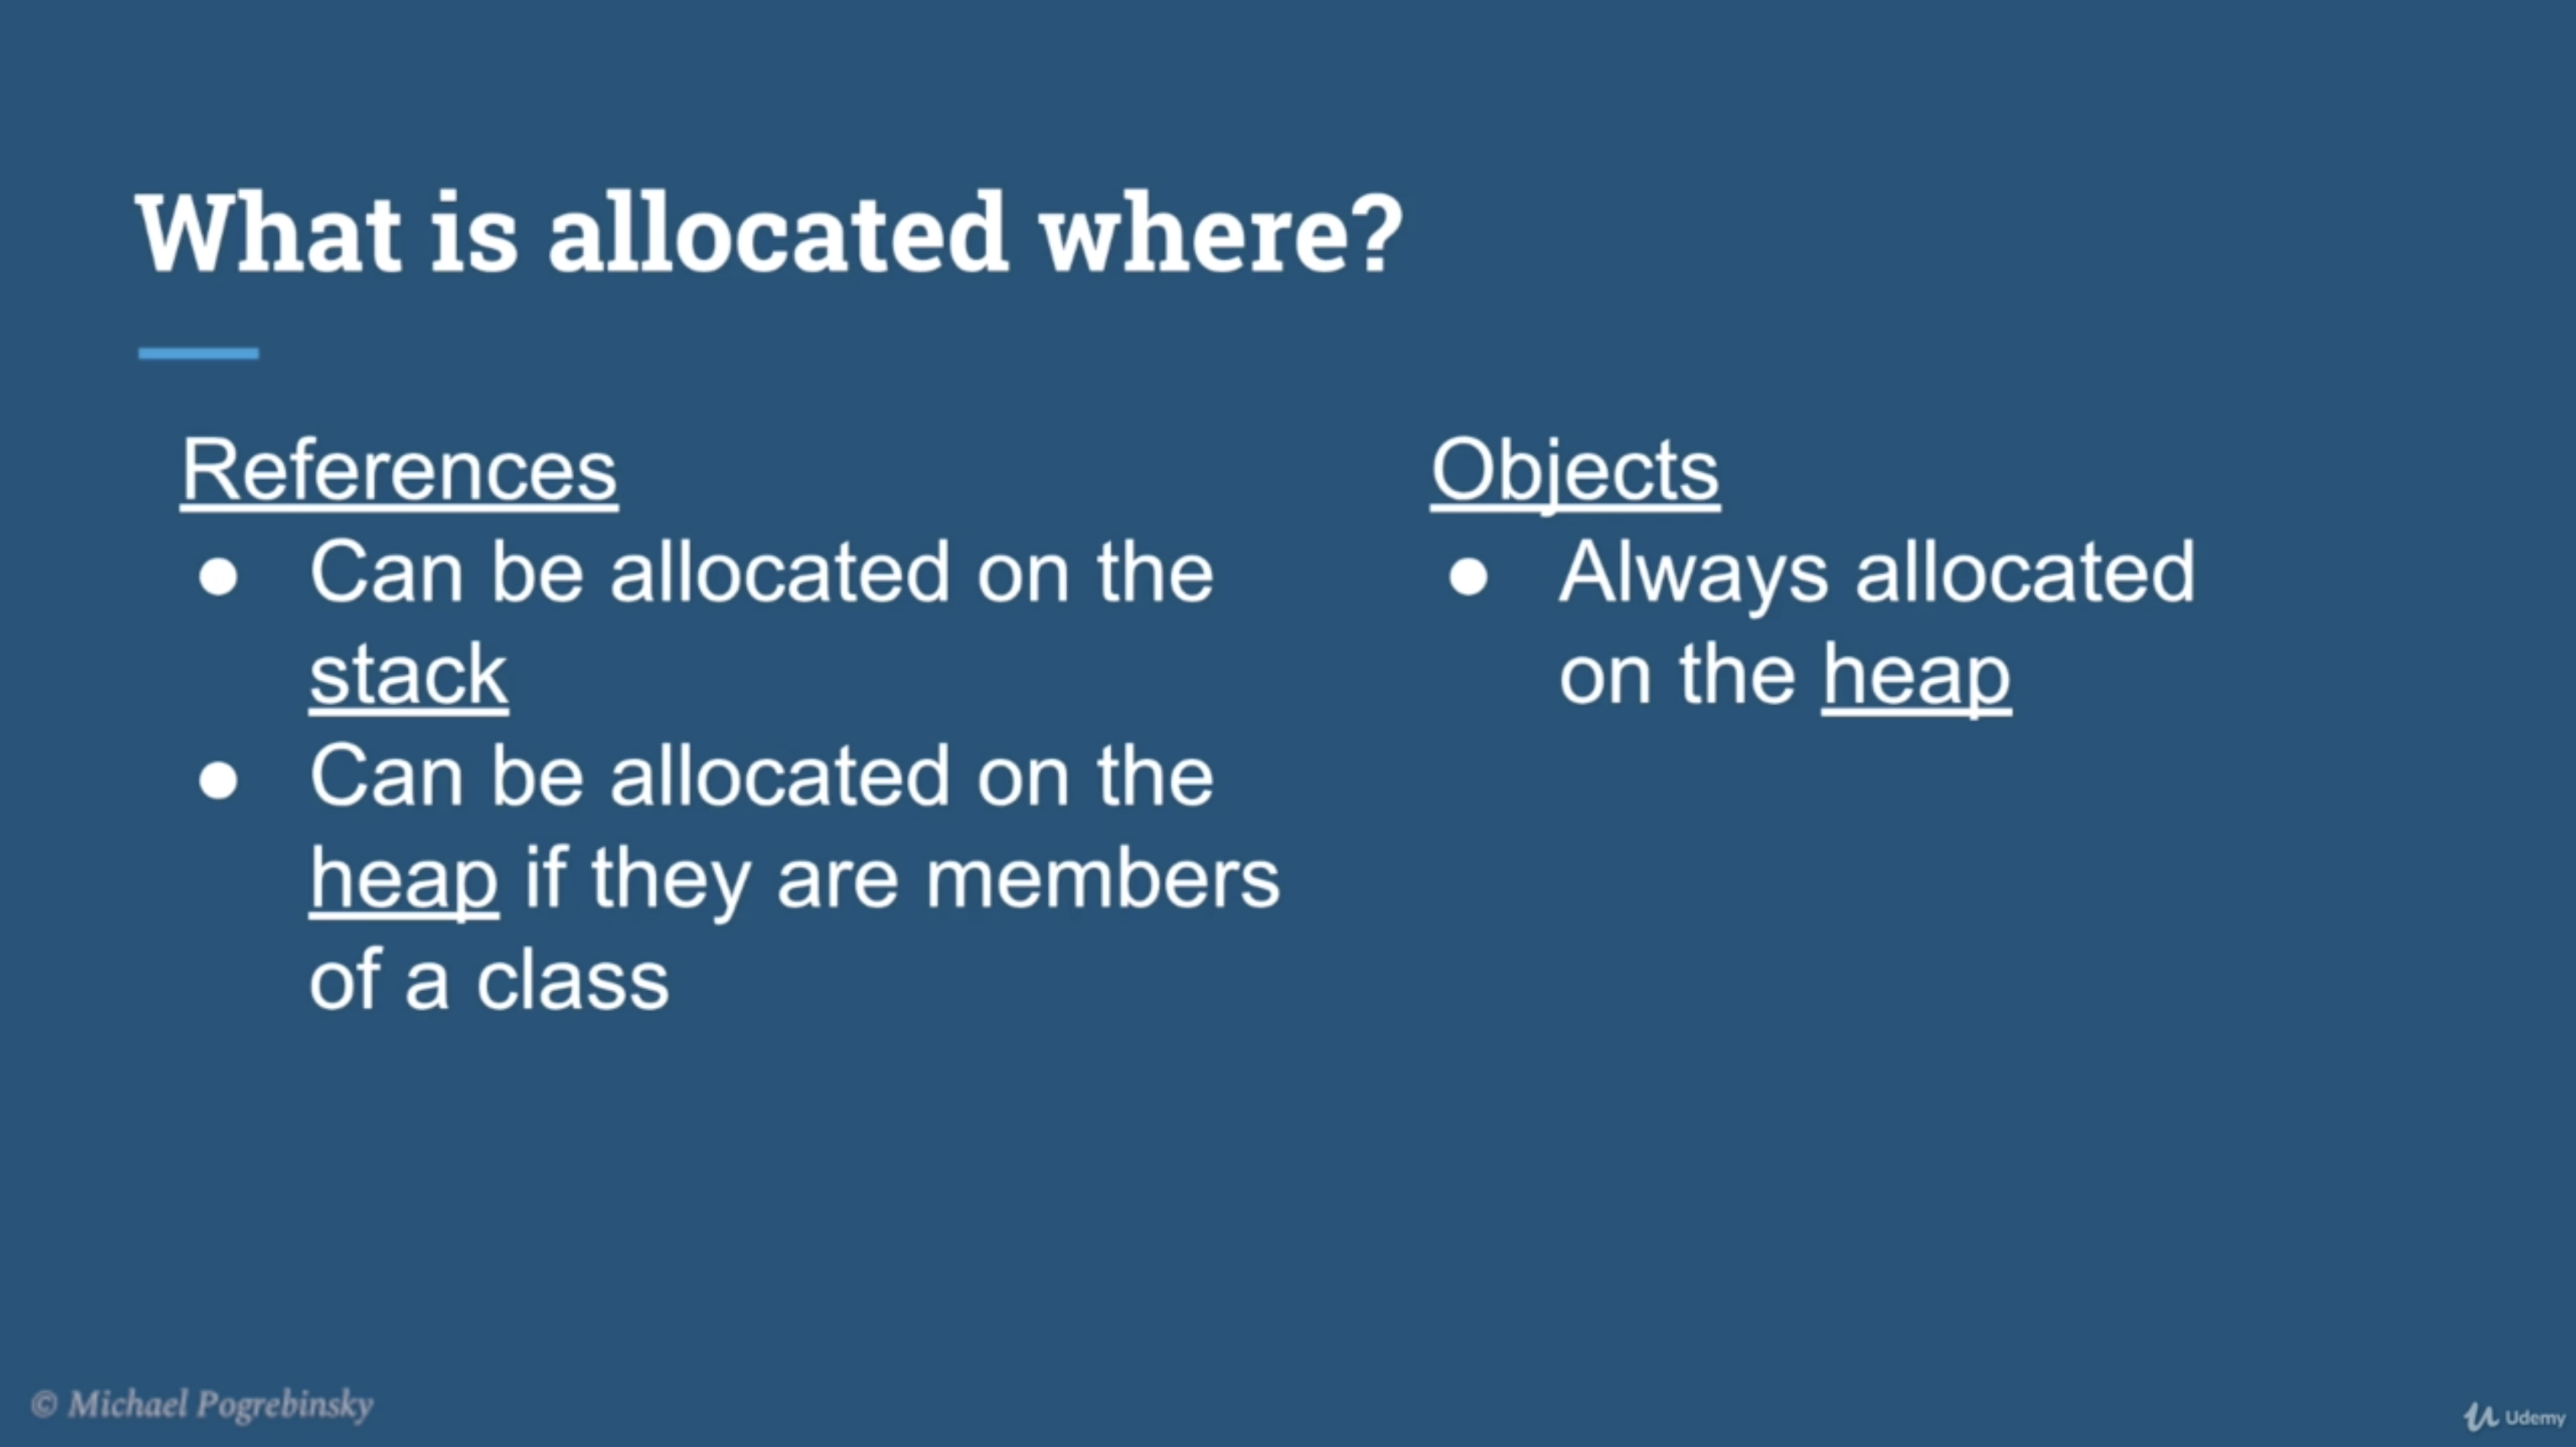 What is allocated where?
References
● Can be allocated on the
stack
● Can be allocated on the
heap if they are members
of a class
Objects
● Always allocated
on the heap
© Michael Pogrebinsky
Udemy